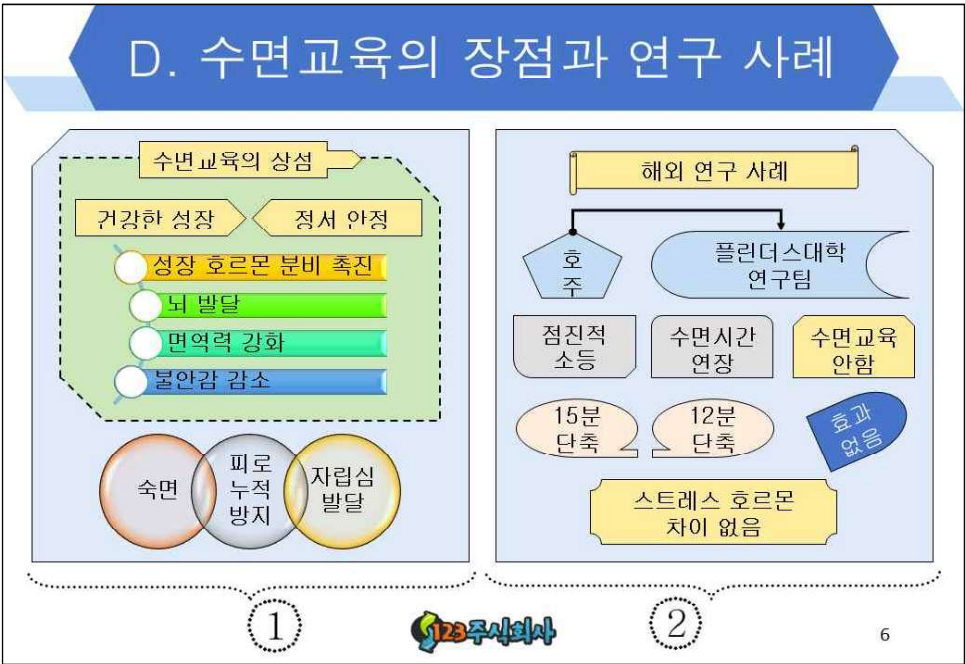 D. 수면교육의 장점과 연구 사례
수면교육의 상섬
건강한 성장
정서 안정
성장 호르몬 분비 촉진
뇌 발달
면역력 강화
불안감 감소
숙면
피로
누적
방지
자립심
발달
1
해외 연구 사례
호
주
플린더스대학
연구팀
점진적
소등
수면시간
연장
수면교육
안함
15분
단축
12분
단축
효과
없음
스트레스 호르몬
차이 없음
2
123주식회사
6